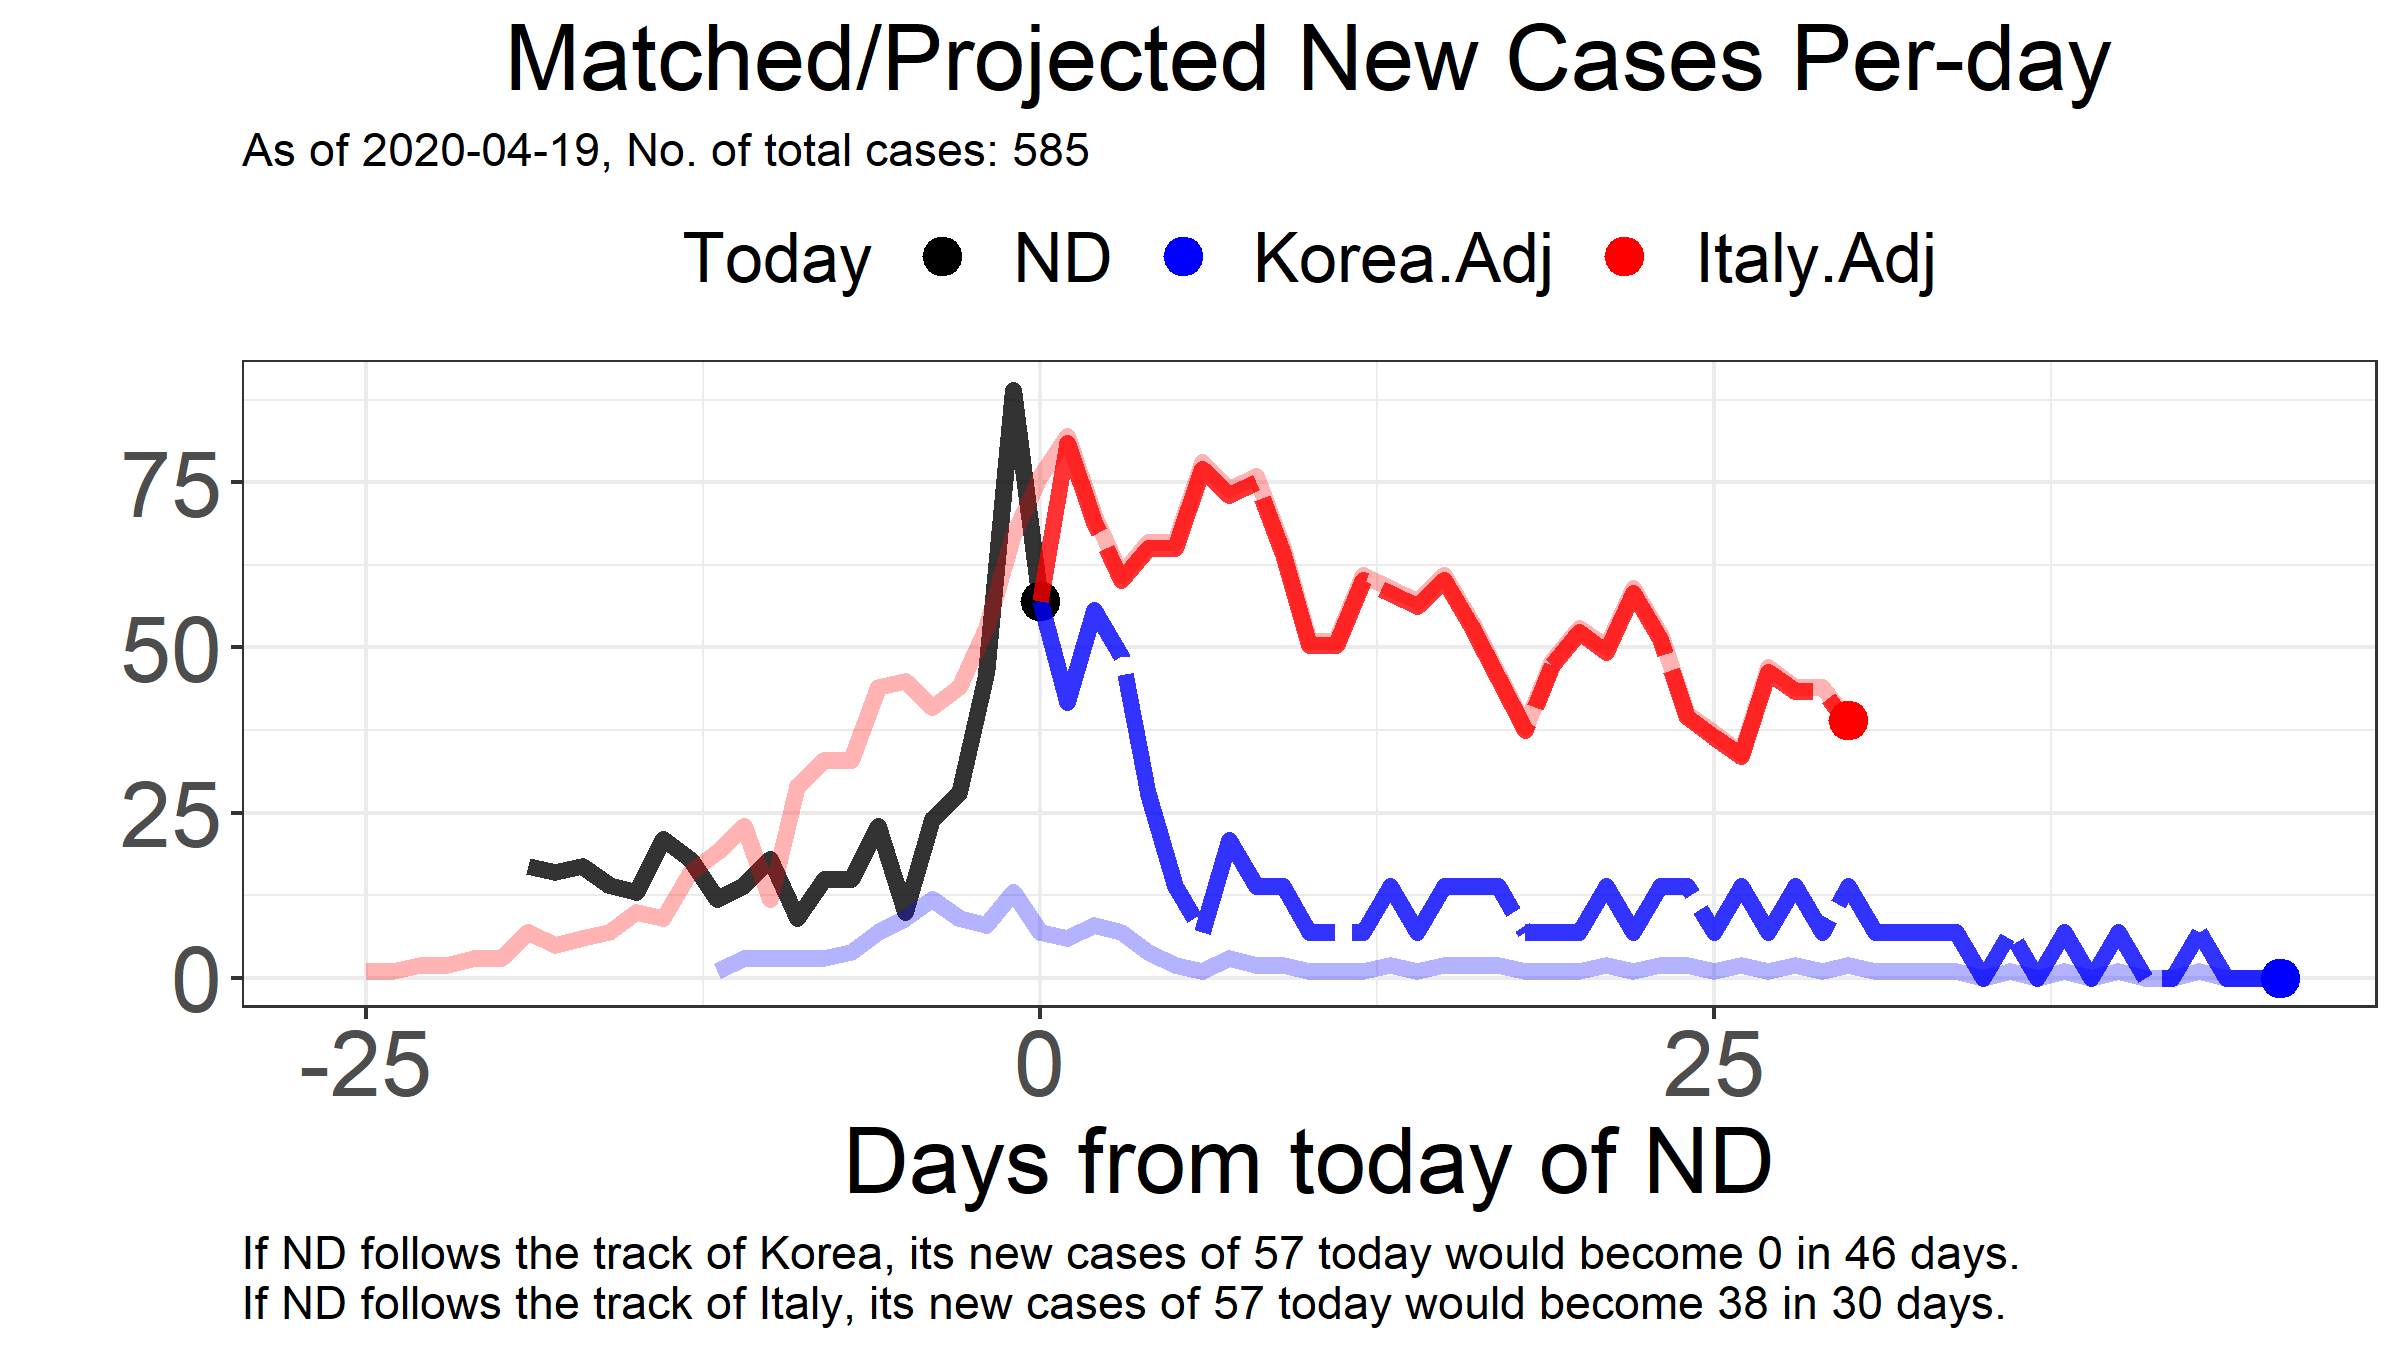 Matched/Projected New Cases Per-day
As of 2020-04-19, No. of total cases: 585
Today ND Korea.Adj Italy.Adj
75
50
25
0
-25 0 25
Days from today of ND
If ND follows the track of Korea, its new cases of 57 today would become 0 in 46 days.
If ND follows the track of Italy, its new cases of 57 today would become 38 in 30 days.